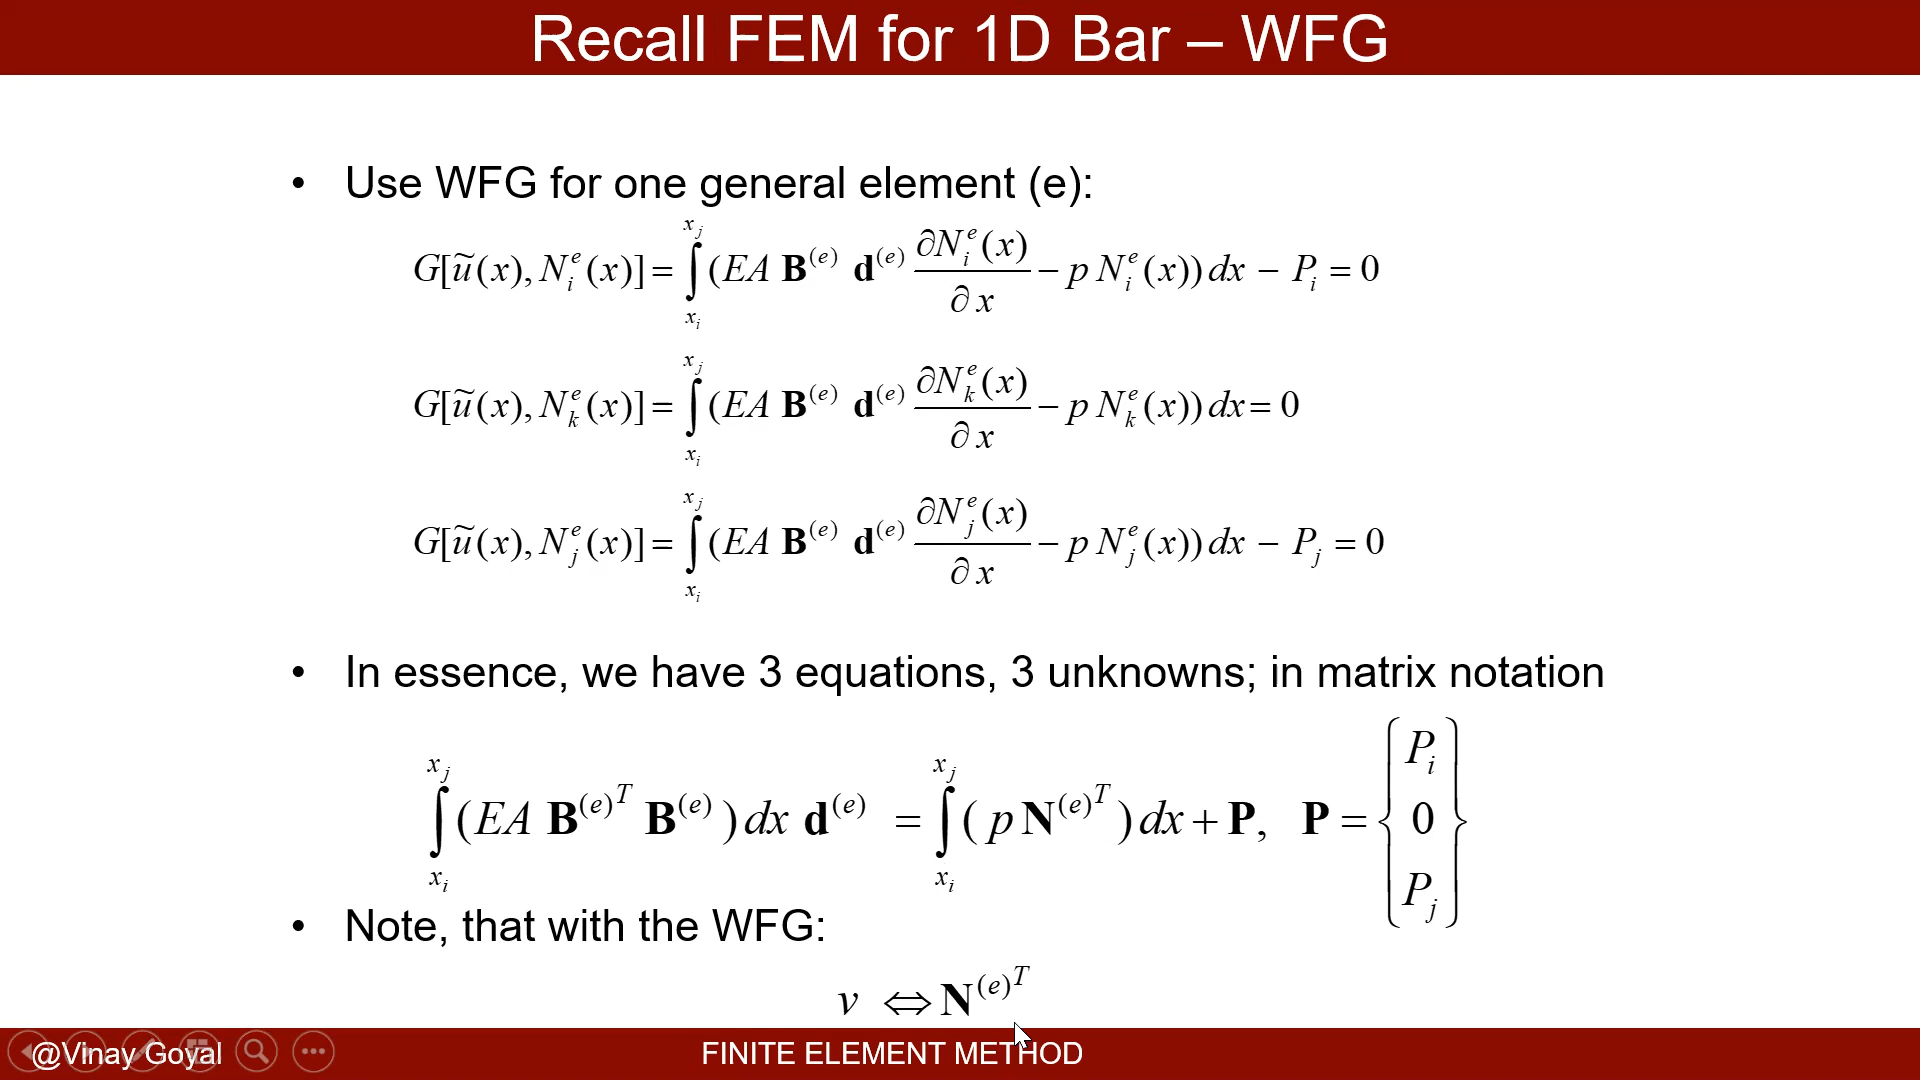 Recall FEM for 1D Bar – WFG
• Use WFG for one general element (e):
G[ũ(x), N_i^e(x)] = ∫_{x_i}^{x_j} (EA B^(e) d^(e) ∂N_i^e(x)/∂x − p N_i^e(x)) dx − P_i = 0
G[ũ(x), N_k^e(x)] = ∫_{x_i}^{x_j} (EA B^(e) d^(e) ∂N_k^e(x)/∂x − p N_k^e(x)) dx = 0
G[ũ(x), N_j^e(x)] = ∫_{x_i}^{x_j} (EA B^(e) d^(e) ∂N_j^e(x)/∂x − p N_j^e(x)) dx − P_j = 0
• In essence, we have 3 equations, 3 unknowns; in matrix notation
∫_{x_i}^{x_j} (EA B^(e)^T B^(e)) dx d^(e) = ∫_{x_i}^{x_j} (p N^(e)^T) dx + P, P = {P_i 0 P_j}
• Note, that with the WFG:
v ⇔ N^(e)^T
@Vinay Goyal
FINITE ELEMENT METHOD